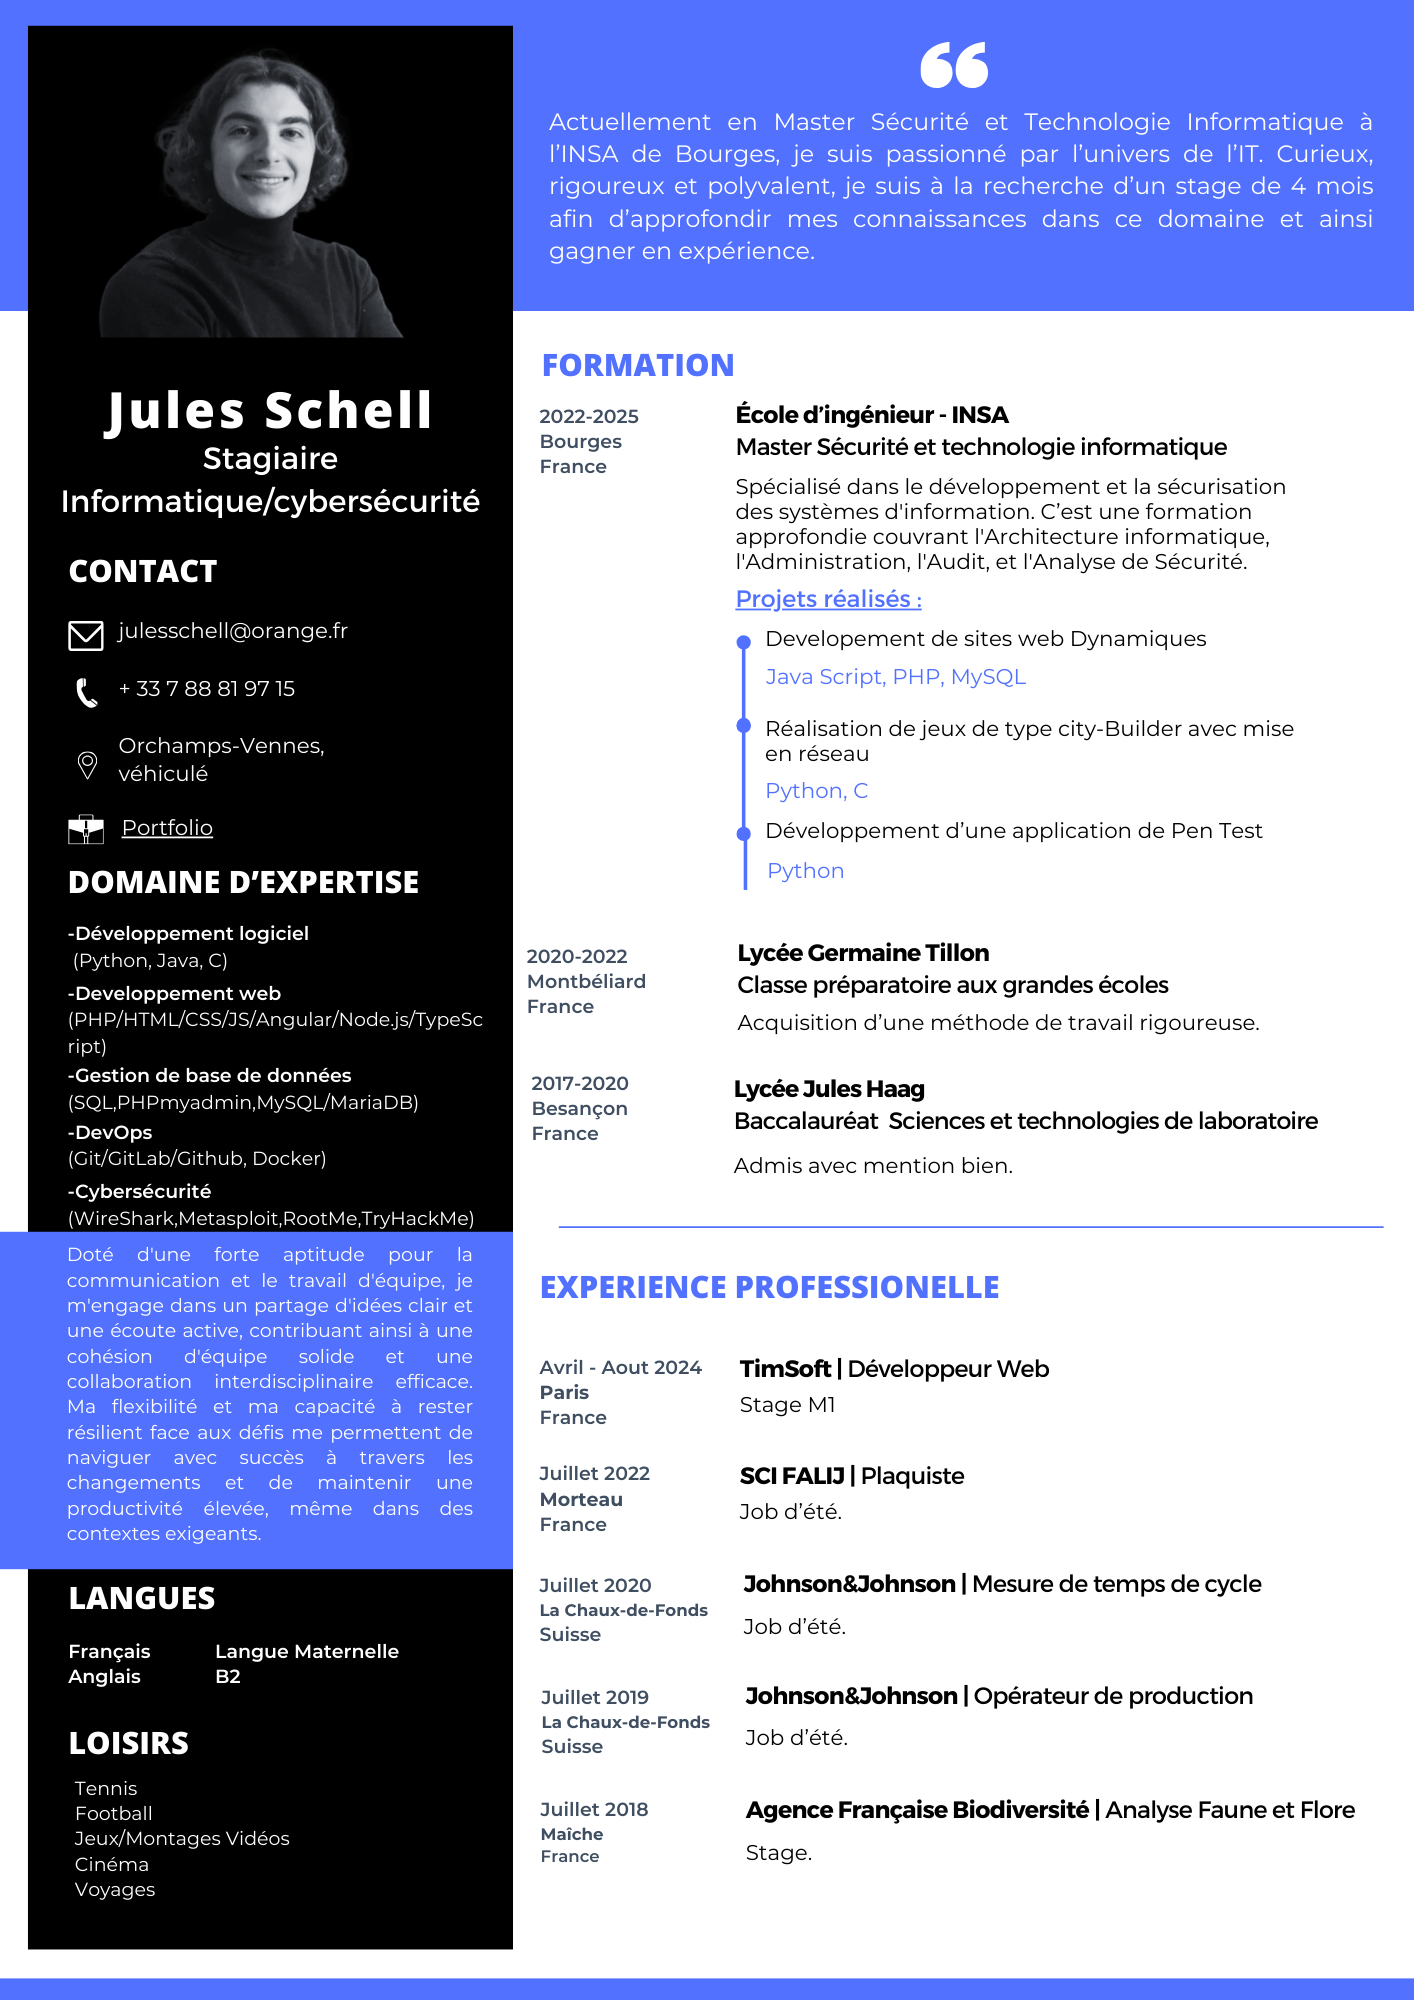 Actuellement en Master Sécurité et Technologie Informatique à
l’INSA de Bourges, je suis passionné par l’univers de l’IT. Curieux,
rigoureux et polyvalent, je suis à la recherche d’un stage de 4 mois
afin d’approfondir mes connaissances dans ce domaine et ainsi
gagner en expérience.
Jules Schell
Stagiaire
Informatique/cybersécurité
CONTACT
julesschell@orange.fr
+ 33 7 88 81 97 15
Orchamps-Vennes,
véhiculé
Portfolio
DOMAINE D’EXPERTISE
-Développement logiciel
(Python, Java, C)
-Developpement web
(PHP/HTML/CSS/JS/Angular/Node.js/TypeSc
ript)
-Gestion de base de données
(SQL,PHPmyadmin,MySQL/MariaDB)
-DevOps
(Git/GitLab/Github, Docker)
-Cybersécurité
(WireShark,Metasploit,RootMe,TryHackMe)
Doté d'une forte aptitude pour la
communication et le travail d'équipe, je
m'engage dans un partage d'idées clair et
une écoute active, contribuant ainsi à une
cohésion d'équipe solide et une
collaboration interdisciplinaire efficace.
Ma flexibilité et ma capacité à rester
résilient face aux défis me permettent de
naviguer avec succès à travers les
changements et de maintenir une
productivité élevée, même dans des
contextes exigeants.
LANGUES
Français Langue Maternelle
Anglais B2
LOISIRS
Tennis
Football
Jeux/Montages Vidéos
Cinéma
Voyages
FORMATION
2022-2025
Bourges
France
École d’ingénieur - INSA
Master Sécurité et technologie informatique
Spécialisé dans le développement et la sécurisation
des systèmes d'information. C’est une formation
approfondie couvrant l'Architecture informatique,
l'Administration, l'Audit, et l'Analyse de Sécurité.
Projets réalisés :
Developement de sites web Dynamiques
Java Script, PHP, MySQL
Réalisation de jeux de type city-Builder avec mise
en réseau
Python, C
Développement d’une application de Pen Test
Python
2020-2022
Montbéliard
France
Lycée Germaine Tillon
Classe préparatoire aux grandes écoles
Acquisition d’une méthode de travail rigoureuse.
2017-2020
Besançon
France
Lycée Jules Haag
Baccalauréat  Sciences et technologies de laboratoire
Admis avec mention bien.
EXPERIENCE PROFESSIONELLE
Avril - Aout 2024
Paris
France
TimSoft | Développeur Web
Stage M1
Juillet 2022
Morteau
France
SCI FALIJ | Plaquiste
Job d’été.
Juillet 2020
La Chaux-de-Fonds
Suisse
Johnson&Johnson | Mesure de temps de cycle
Job d’été.
Juillet 2019
La Chaux-de-Fonds
Suisse
Johnson&Johnson | Opérateur de production
Job d’été.
Juillet 2018
Maîche
France
Agence Française Biodiversité | Analyse Faune et Flore
Stage.